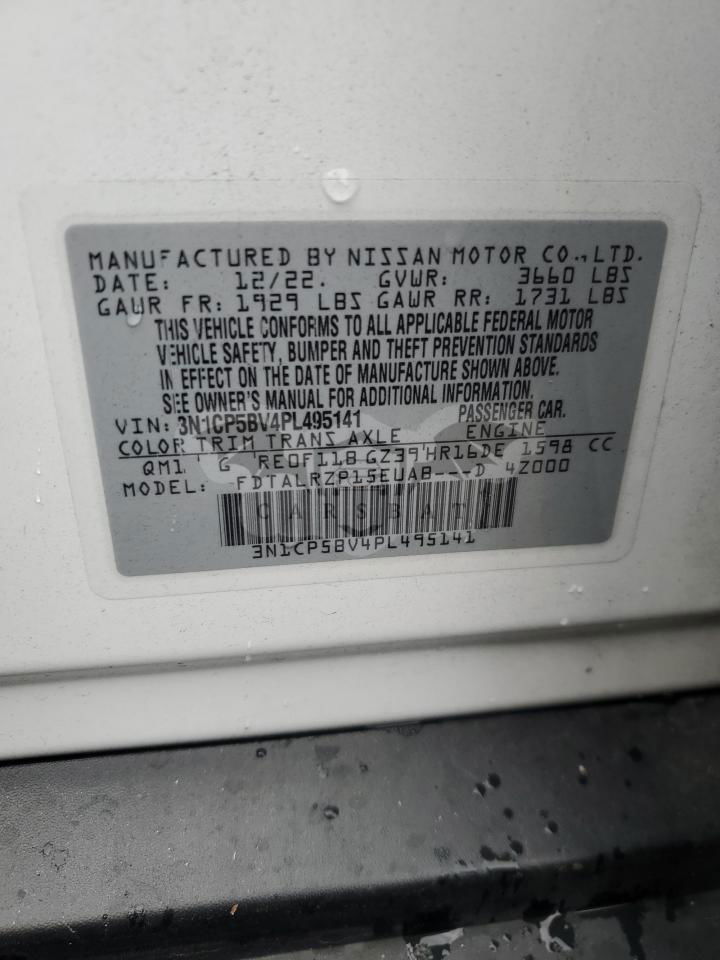 MANUFACTURED BY NISSAN MOTOR CO., LTD.
DATE: 12/22. GVWR: 3660 LBS
GAWR FR: 1929 LBS GAWR RR: 1731 LBS
THIS VEHICLE CONFORMS TO ALL APPLICABLE FEDERAL MOTOR
VEHICLE SAFETY, BUMPER AND THEFT PREVENTION STANDARDS
IN EFFECT ON THE DATE OF MANUFACTURE SHOWN ABOVE.
SEE OWNER'S MANUAL FOR ADDITIONAL INFORMATION.
VIN: 3N1CP5BV4PL495141 PASSENGER CAR.
COLOR TRIM TRANS AXLE ENGINE
QM1 G RE0F11B GZ39 HR16DE 1598 CC
MODEL: FDTALRZP15EUAB---D 4Z000
CARSBAT
3N1CP5BV4PL495141